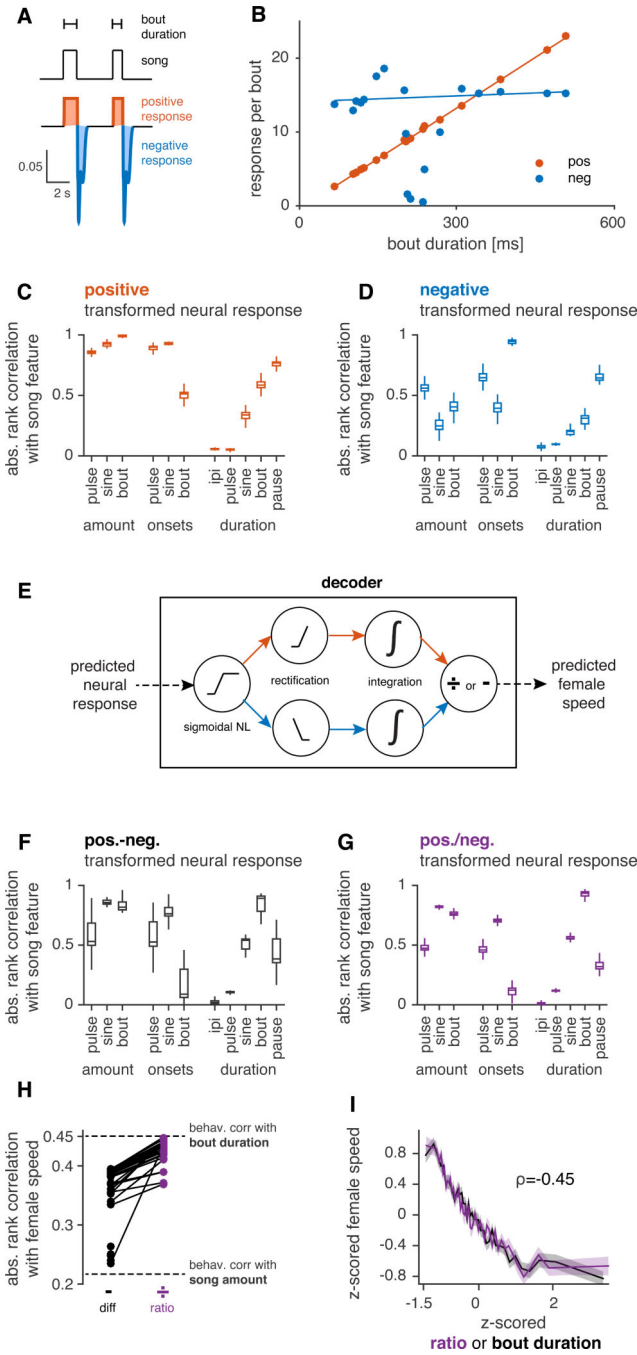 A
bout
duration
song
positive
response
negative
response
0.05
2 s
B
response per bout
20
10
0
0
300
600
bout duration [ms]
pos
neg
C
positive
transformed neural response
abs. rank correlation
with song feature
1
0.5
0
pulse
sine
bout
pulse
sine
bout
ipi
pulse
sine
bout
pause
amount
onsets
duration
D
negative
transformed neural response
abs. rank correlation
with song feature
1
0.5
0
pulse
sine
bout
pulse
sine
bout
ipi
pulse
sine
bout
pause
amount
onsets
duration
E
decoder
predicted
neural
response
sigmoidal NL
rectification
∫
integration
∫
÷ or -
predicted
female
speed
F
pos.-neg.
transformed neural response
abs. rank correlation
with song feature
1
0.5
0
pulse
sine
bout
pulse
sine
bout
ipi
pulse
sine
bout
pause
amount
onsets
duration
G
pos./neg.
transformed neural response
abs. rank correlation
with song feature
1
0.5
0
pulse
sine
bout
pulse
sine
bout
ipi
pulse
sine
bout
pause
amount
onsets
duration
H
abs. rank correlation
with female speed
0.45
0.4
0.3
0.2
behav. corr with
bout duration
behav. corr with
song amount
- ÷
diff ratio
I
z-scored female speed
0.8
0.4
0
-0.4
-0.8
ρ=-0.45
-1.5
0
2
z-scored
ratio or bout duration